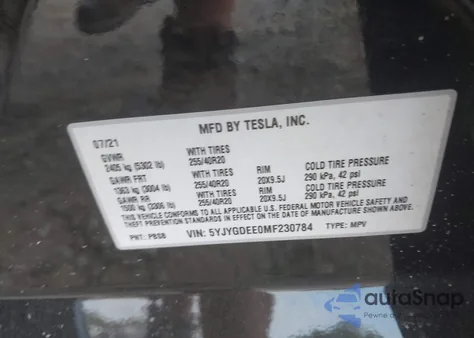 MFD BY TESLA, INC.
07/21
GVWR WITH TIRES
2405 kg (5302 lb) 255/40R20
GAWR FRT WITH TIRES RIM COLD TIRE PRESSURE
1363 kg (3004 lb) 255/40R20 20X9.5J 290 kPa, 42 psi
GAWR RR WITH TIRES RIM COLD TIRE PRESSURE
1500 kg (3306 lb) 255/40R20 20X9.5J 290 kPa, 42 psi
THIS VEHICLE CONFORMS TO ALL APPLICABLE U.S. FEDERAL MOTOR VEHICLE SAFETY AND
THEFT PREVENTION STANDARDS IN EFFECT ON THE DATE OF MANUFACTURE SHOWN ABOVE.
PNT: PBSB VIN: 5YJYGDEE0MF230784 TYPE: MPV
autaSnap
Pewne auta